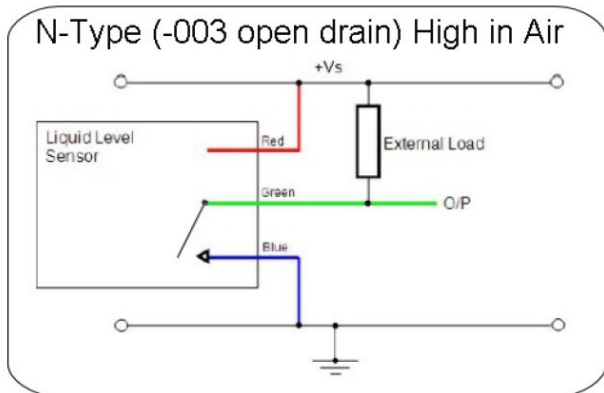 N-Type (-003 open drain) High in Air
+Vs
Liquid Level
Sensor
Red
External Load
Green
O/P
Blue